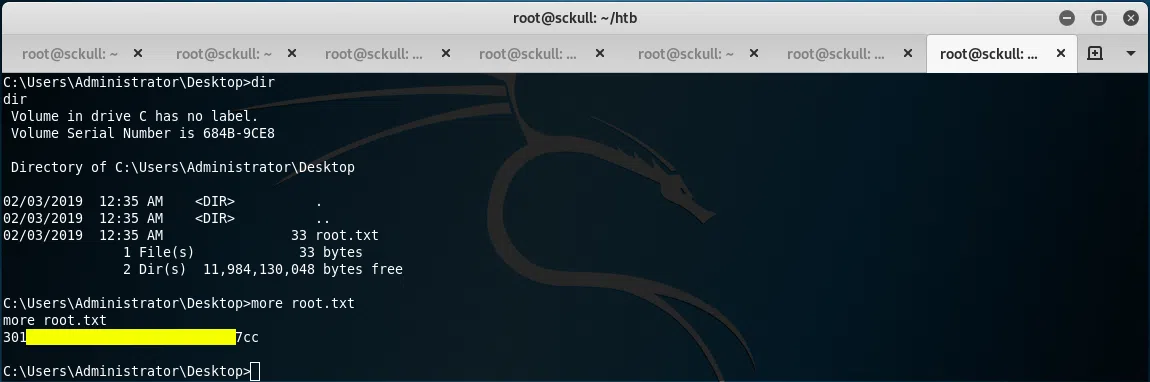 root@sckull: ~/htb
root@sckull: ~ root@sckull: ~ root@sckull: ... root@sckull: ... root@sckull: ~ root@sckull: ... root@sckull: ...
C:\Users\Administrator\Desktop>dir
dir
 Volume in drive C has no label.
 Volume Serial Number is 684B-9CE8
 Directory of C:\Users\Administrator\Desktop
02/03/2019  12:35 AM    <DIR>          .
02/03/2019  12:35 AM    <DIR>          ..
02/03/2019  12:35 AM                33 root.txt
               1 File(s)             33 bytes
               2 Dir(s)  11,984,130,048 bytes free
C:\Users\Administrator\Desktop>more root.txt
more root.txt
301 7cc
C:\Users\Administrator\Desktop>